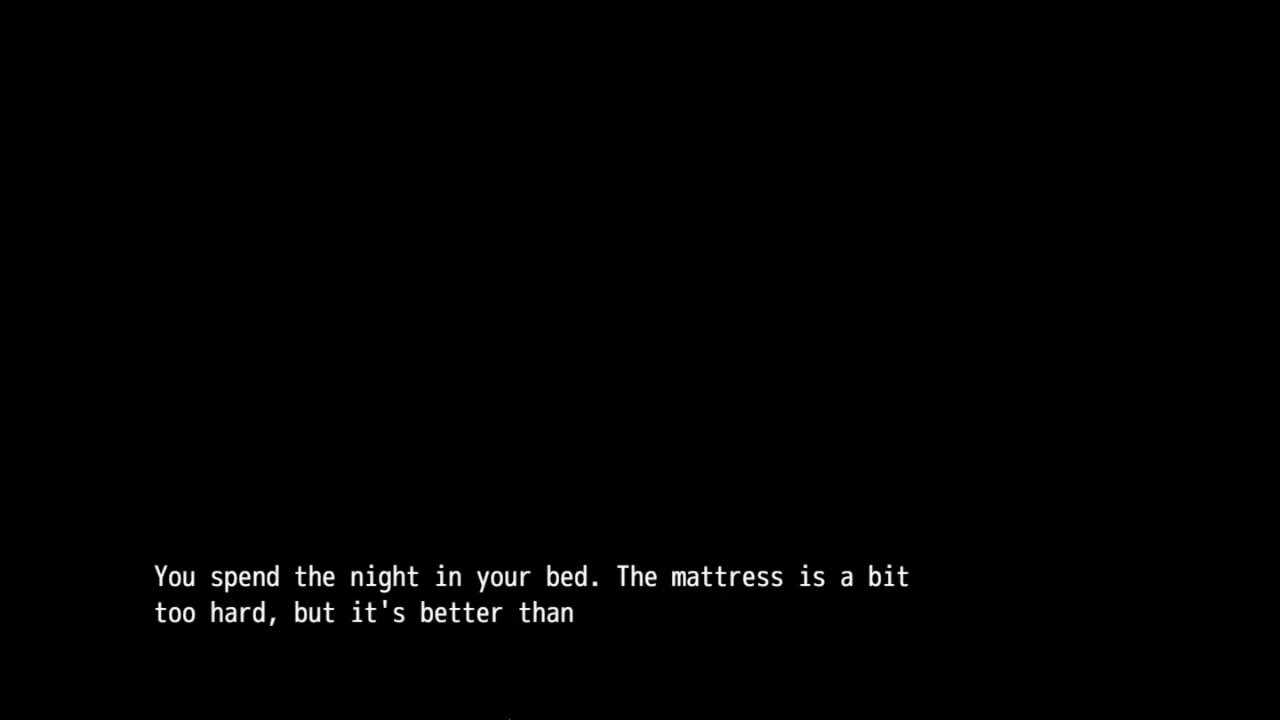 You spend the night in your bed. The mattress is a bit
too hard, but it's better than